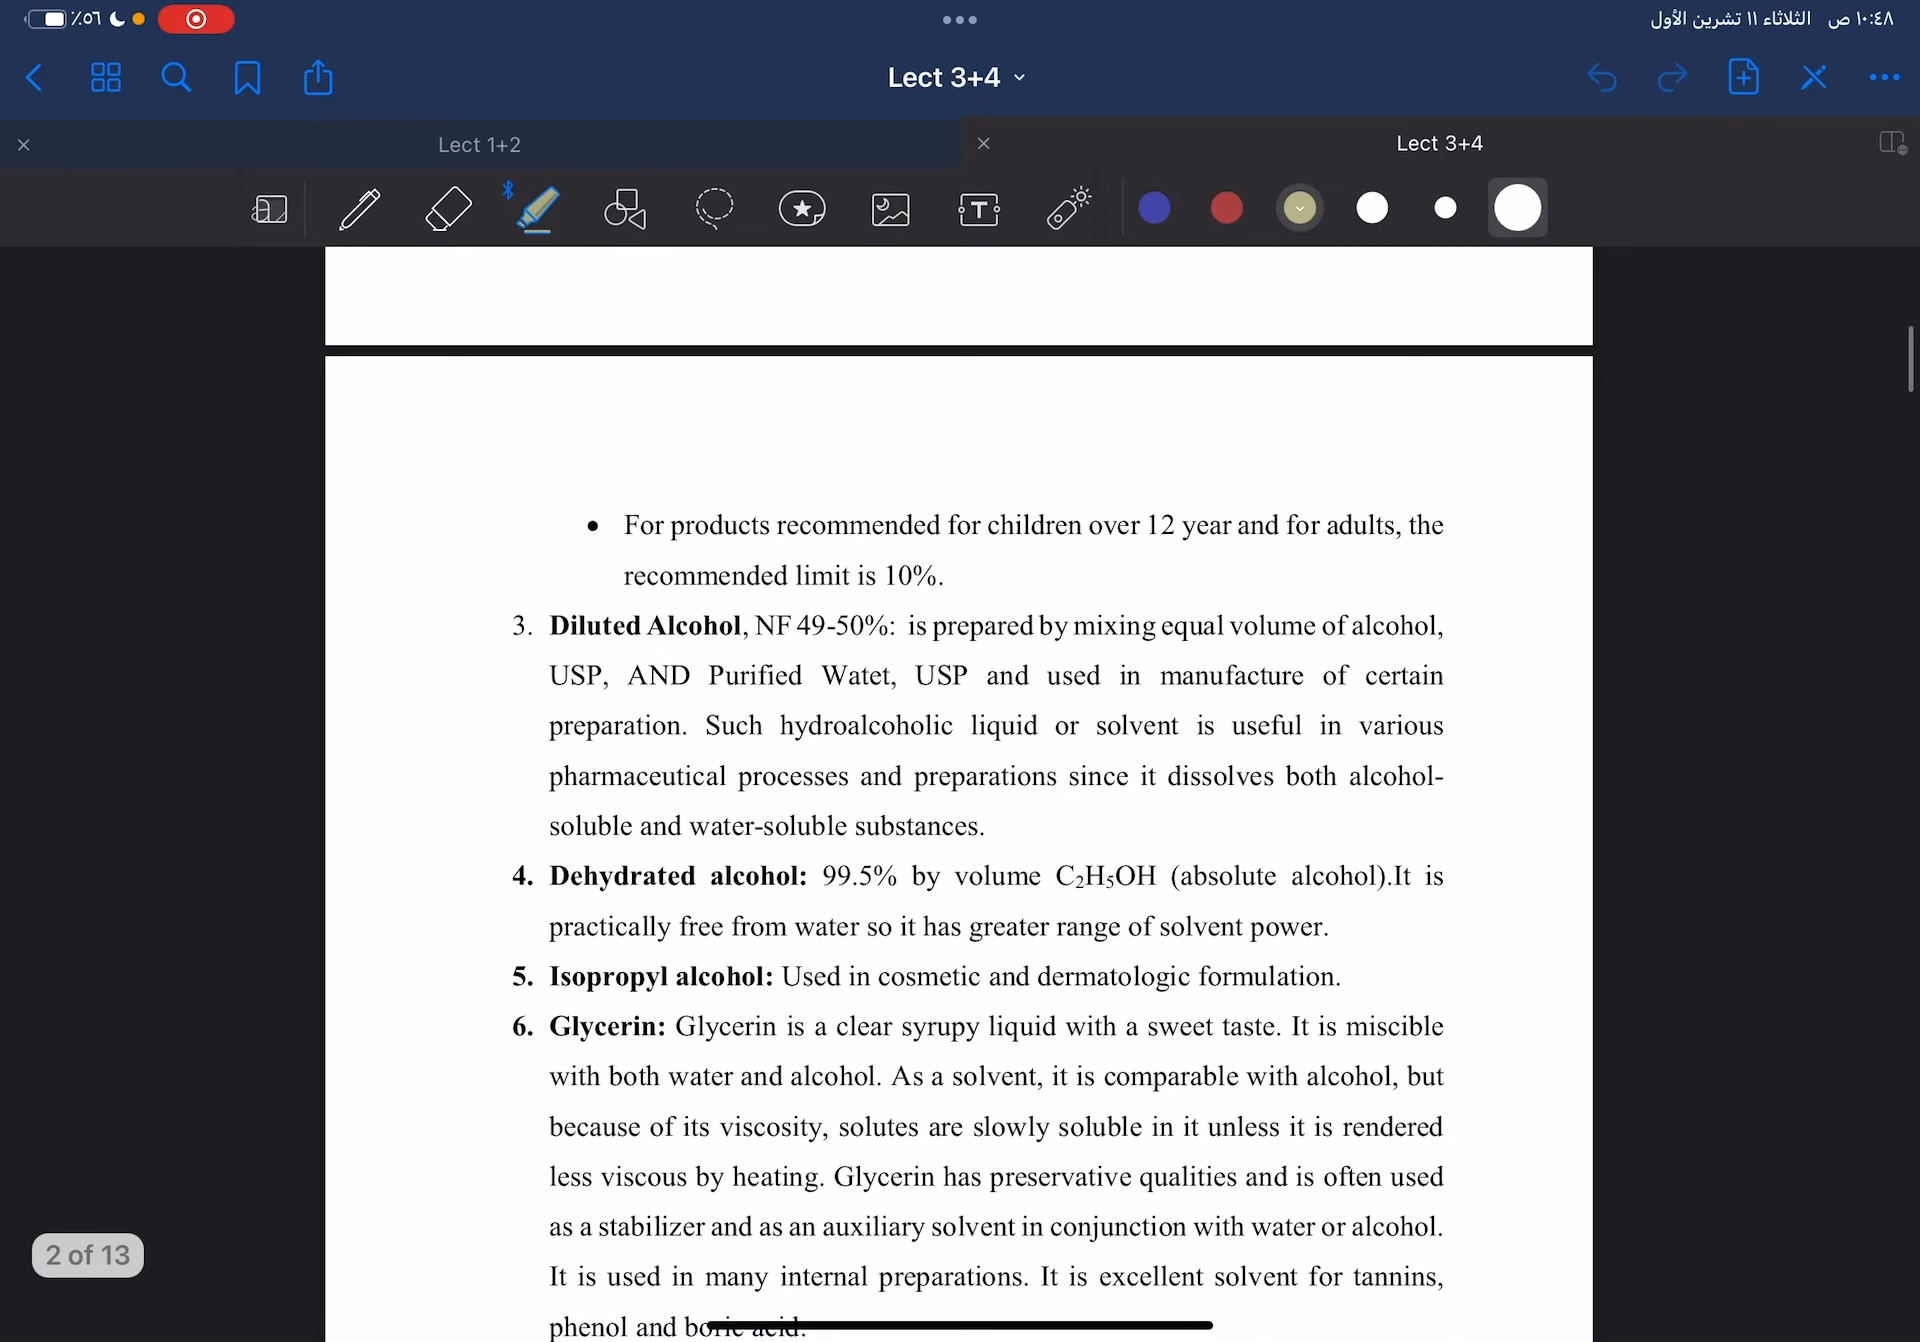 ٪٥٦
١٠:٤٨ ص الثلاثاء ١١ تشرين الأول
Lect 3+4
Lect 1+2
Lect 3+4
For products recommended for children over 12 year and for adults, the
recommended limit is 10%.
3. Diluted Alcohol, NF 49-50%: is prepared by mixing equal volume of alcohol,
USP, AND Purified Watet, USP and used in manufacture of certain
preparation. Such hydroalcoholic liquid or solvent is useful in various
pharmaceutical processes and preparations since it dissolves both alcohol-
soluble and water-soluble substances.
4. Dehydrated alcohol: 99.5% by volume C₂H₅OH (absolute alcohol).It is
practically free from water so it has greater range of solvent power.
5. Isopropyl alcohol: Used in cosmetic and dermatologic formulation.
6. Glycerin: Glycerin is a clear syrupy liquid with a sweet taste. It is miscible
with both water and alcohol. As a solvent, it is comparable with alcohol, but
because of its viscosity, solutes are slowly soluble in it unless it is rendered
less viscous by heating. Glycerin has preservative qualities and is often used
as a stabilizer and as an auxiliary solvent in conjunction with water or alcohol.
It is used in many internal preparations. It is excellent solvent for tannins,
phenol and boric acid.
2 of 13